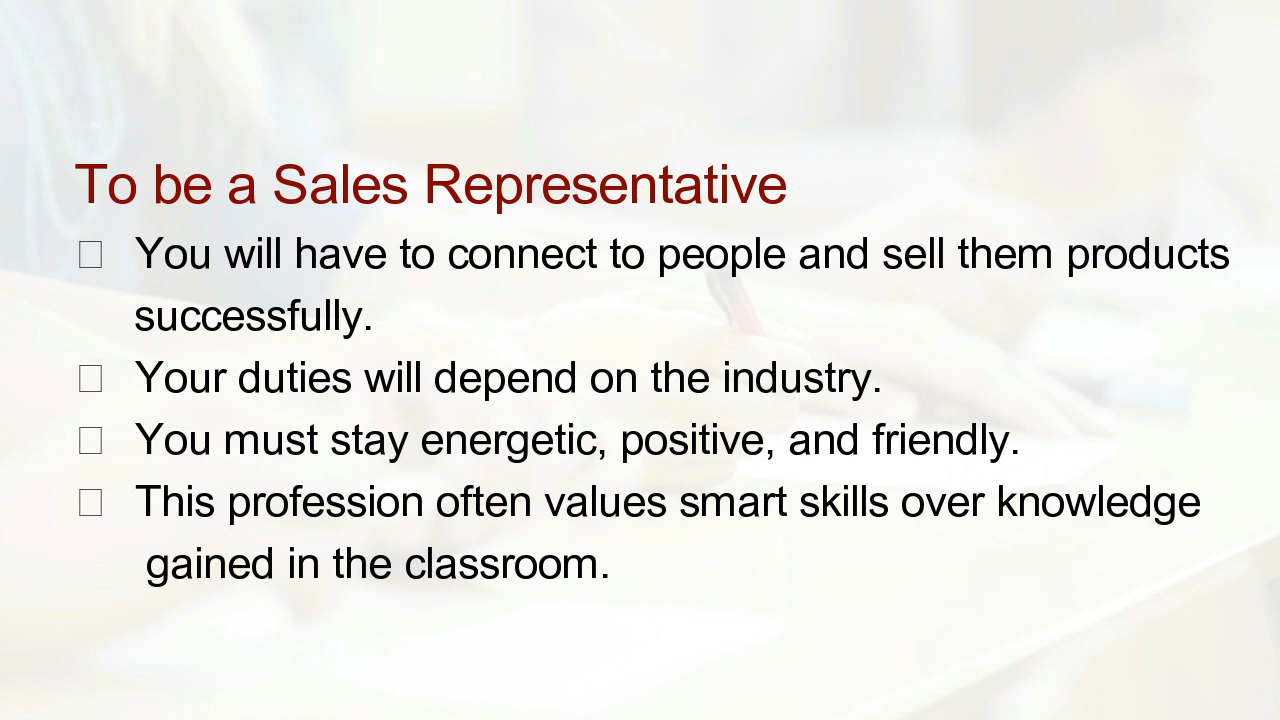 To be a Sales Representative
□ You will have to connect to people and sell them products
successfully.
□ Your duties will depend on the industry.
□ You must stay energetic, positive, and friendly.
□ This profession often values smart skills over knowledge
gained in the classroom.